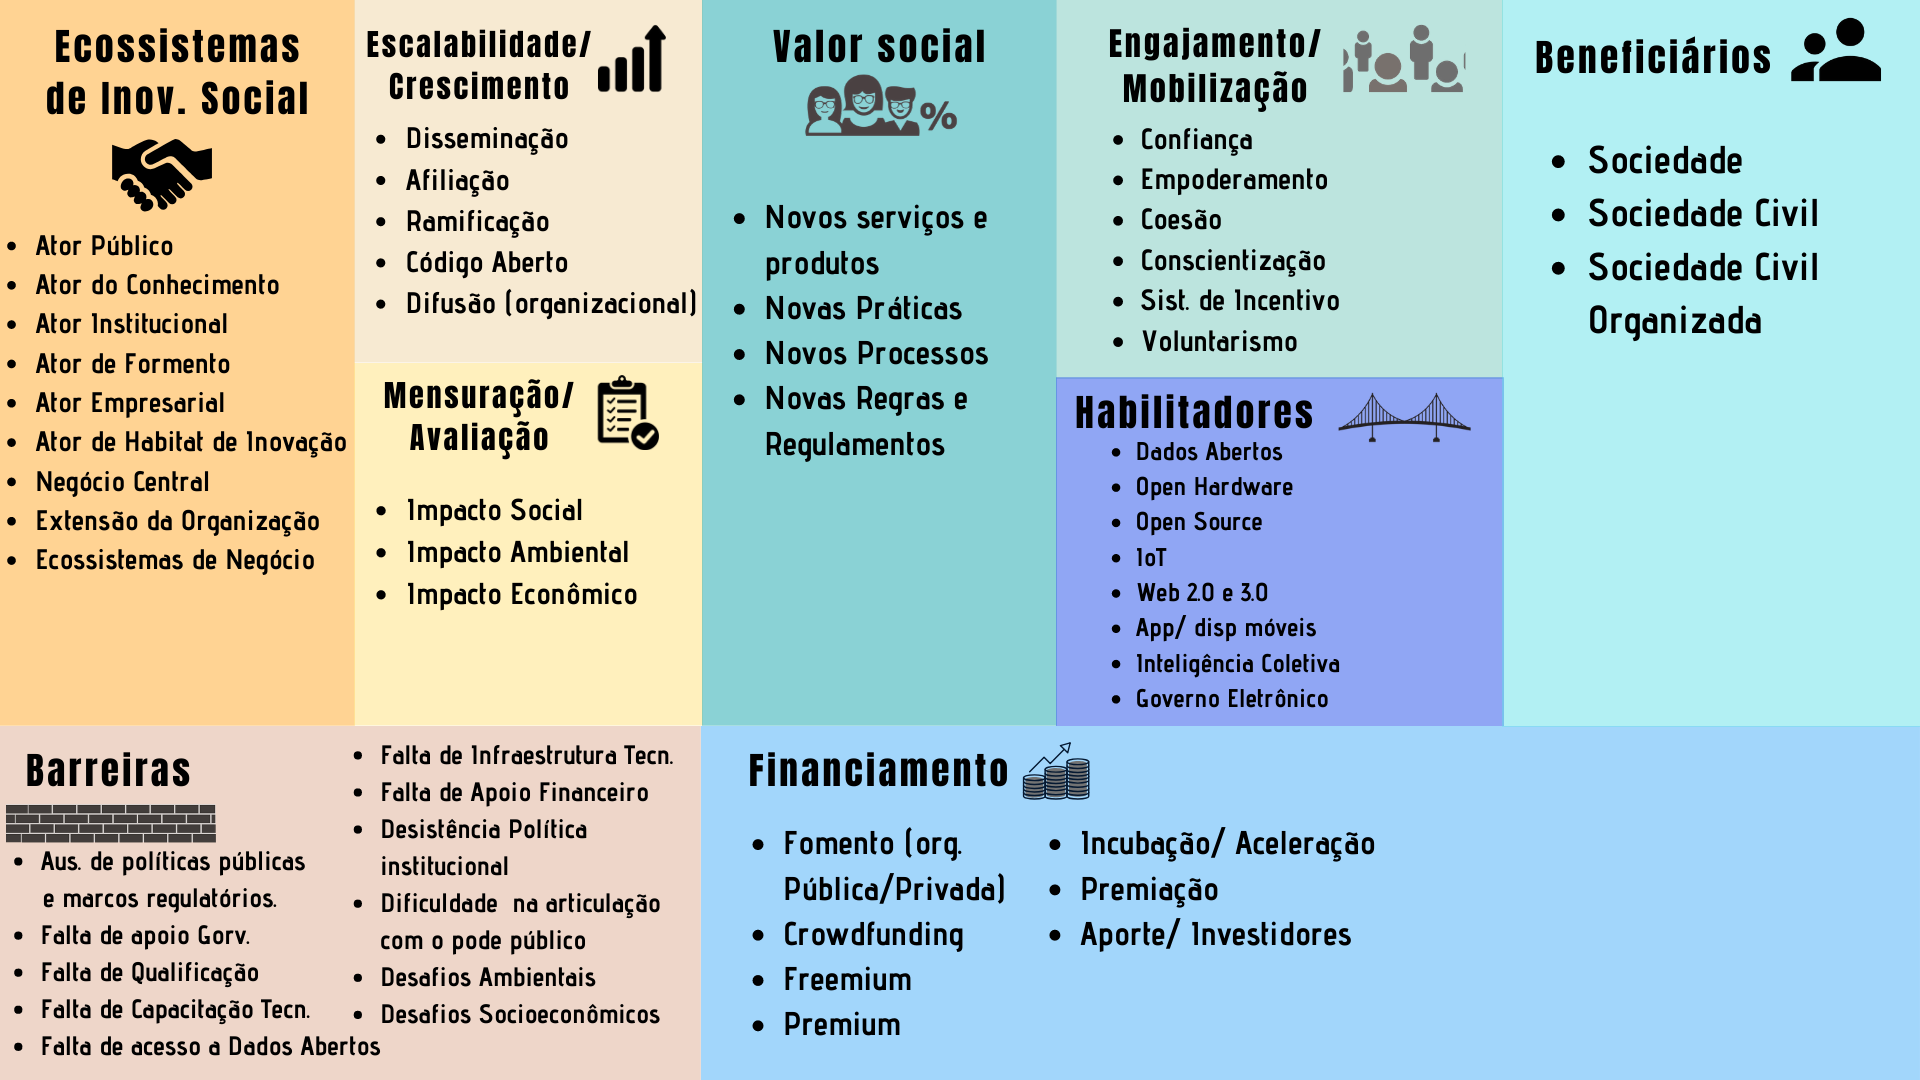 Ecossistemas
de Inov. Social
Ator Público
Ator do Conhecimento
Ator Institucional
Ator de Formento
Ator Empresarial
Ator de Habitat de Inovação
Negócio Central
Extensão da Organização
Ecossistemas de Negócio
Escalabilidade/
Crescimento
Disseminação
Afiliação
Ramificação
Código Aberto
Difusão (organizacional)
Mensuração/
Avaliação
Impacto Social
Impacto Ambiental
Impacto Econômico
Valor social
%
Novos serviços e
produtos
Novas Práticas
Novos Processos
Novas Regras e
Regulamentos
Engajamento/
Mobilização
Confiança
Empoderamento
Coesão
Conscientização
Sist. de Incentivo
Voluntarismo
Habilitadores
Dados Abertos
Open Hardware
Open Source
IoT
Web 2.0 e 3.0
App/ disp móveis
Inteligência Coletiva
Governo Eletrônico
Beneficiários
Sociedade
Sociedade Civil
Sociedade Civil
Organizada
Barreiras
Aus. de políticas públicas
e marcos regulatórios.
Falta de apoio Gorv.
Falta de Qualificação
Falta de Capacitação Tecn.
Falta de acesso a Dados Abertos
Falta de Infraestrutura Tecn.
Falta de Apoio Financeiro
Desistência Política
institucional
Dificuldade  na articulação
com o pode público
Desafios Ambientais
Desafios Socioeconômicos
Financiamento
Fomento (org.
Pública/Privada)
Crowdfunding
Freemium
Premium
Incubação/ Aceleração
Premiação
Aporte/ Investidores